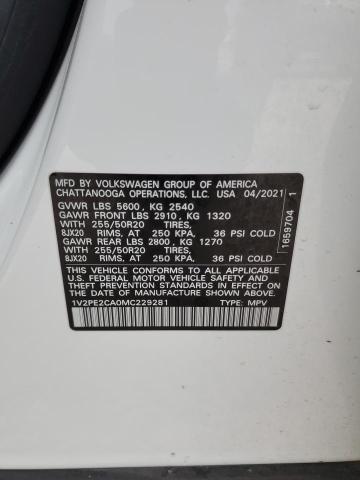 MFD. BY VOLKSWAGEN GROUP OF AMERICA
CHATTANOOGA OPERATIONS, LLC. USA 04/2021
GVWR LBS 5600, KG 2540
GAWR FRONT LBS 2910, KG 1320
WITH 255/50R20 TIRES,
8JX20 RIMS, AT 250 KPA, 36 PSI COLD
GAWR REAR LBS 2800, KG 1270
WITH 255/50R20 TIRES,
8JX20 RIMS, AT 250 KPA, 36 PSI COLD
THIS VEHICLE CONFORMS TO ALL APPLICABLE
U.S. FEDERAL MOTOR VEHICLE SAFETY AND
THEFT PREVENTION STANDARDS IN EFFECT ON
THE DATE OF MANUFACTURE SHOWN ABOVE.
1V2PE2CA0MC229281 TYPE: MPV
1659704 1